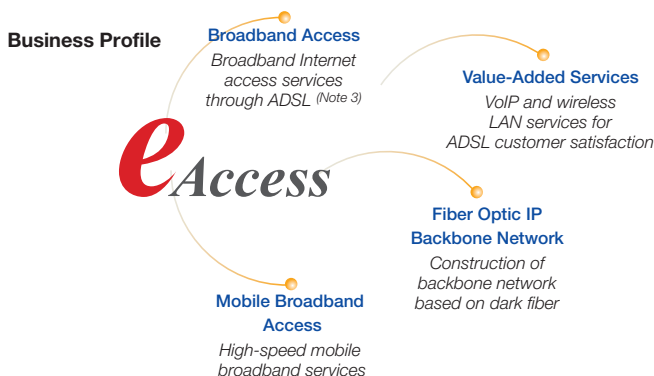 Business Profile
Broadband Access
Broadband Internet
access services
through ADSL (Note 3)
Value-Added Services
VoIP and wireless
LAN services for
ADSL customer satisfaction
eAccess
Fiber Optic IP
Backbone Network
Construction of
backbone network
based on dark fiber
Mobile Broadband
Access
High-speed mobile
broadband services